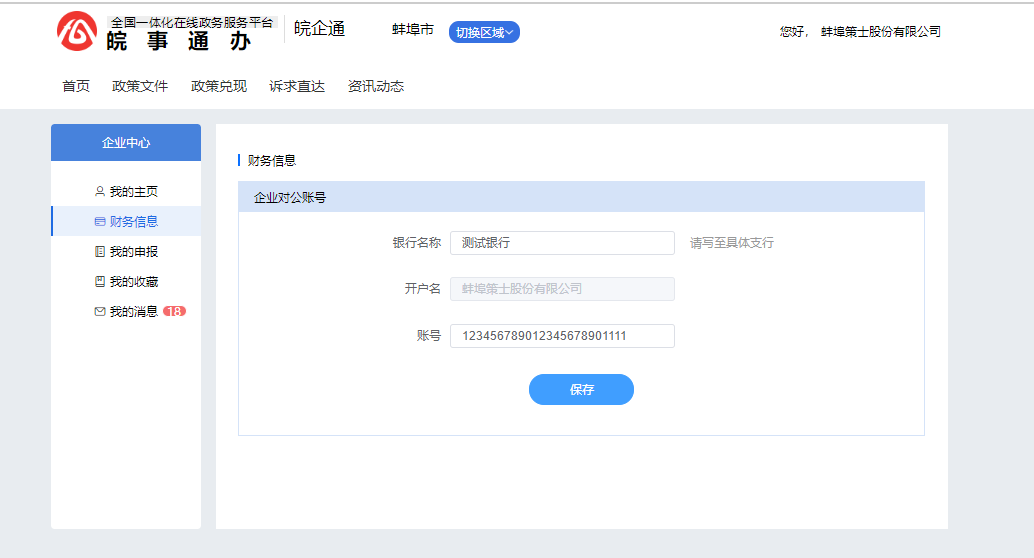 全国一体化在线政务服务平台
皖事通办
皖企通
蚌埠市
切换区域
您好， 蚌埠策士股份有限公司
首页 政策文件 政策兑现 诉求直达 资讯动态
企业中心
我的主页
财务信息
我的申报
我的收藏
我的消息 18
财务信息
企业对公账号
银行名称 测试银行 请写至具体支行
开户名 蚌埠策士股份有限公司
账号 123456789012345678901111
保存